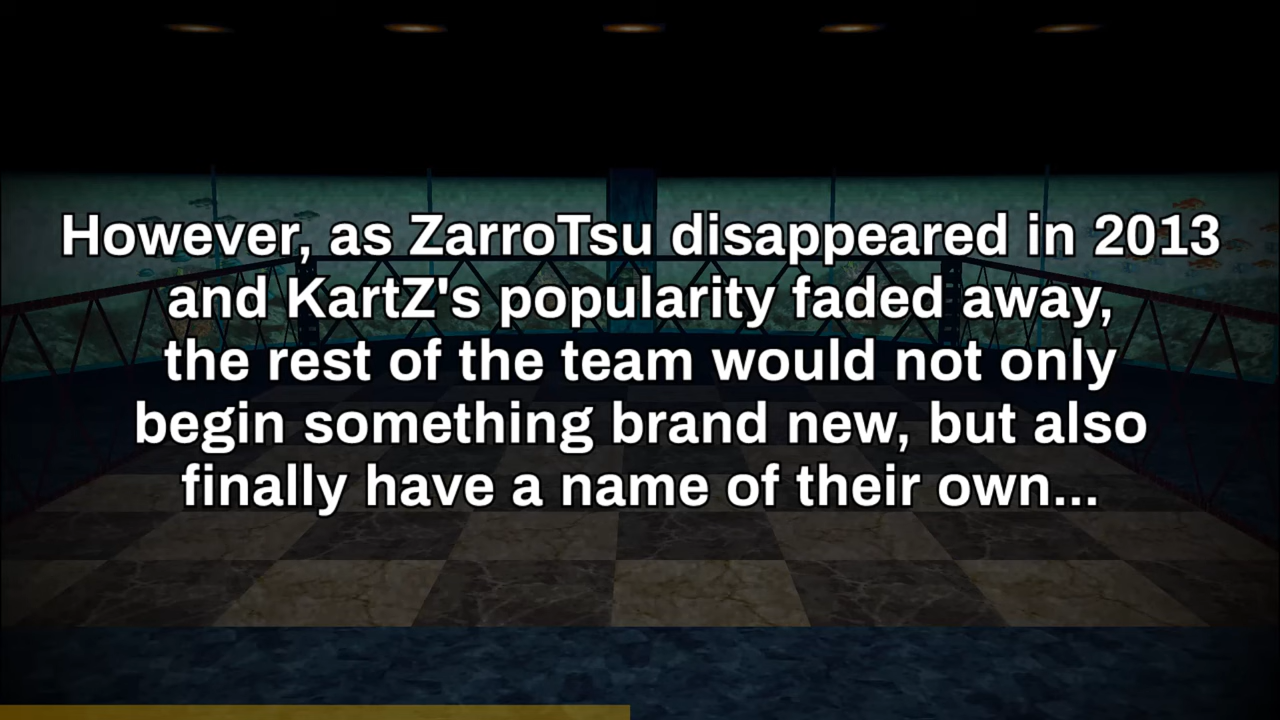 However, as ZarroTsu disappeared in 2013
and KartZ's popularity faded away,
the rest of the team would not only
begin something brand new, but also
finally have a name of their own...